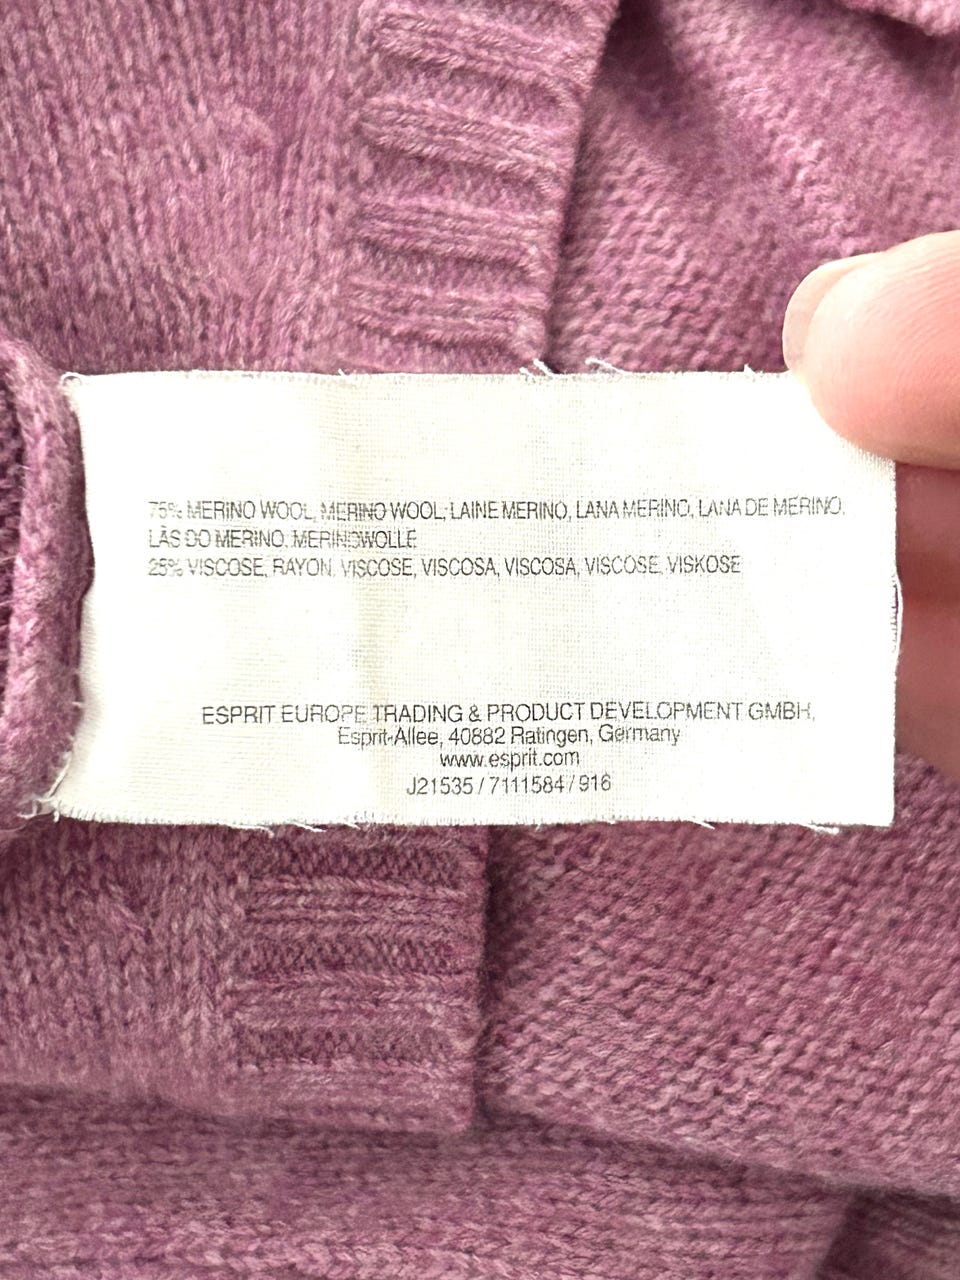 75% MERINO WOOL, MERINO WOOL, LAINE MERINO, LANA MERINO, LANA DE MERINO,
LÃS DO MERINO, MERINOWOLLE
25% VISCOSE, RAYON, VISCOSE, VISCOSA, VISCOSA, VISCOSE, VISKOSE
ESPRIT EUROPE TRADING & PRODUCT DEVELOPMENT GMBH,
Esprit-Allee, 40882 Ratingen, Germany
www.esprit.com
J21535 / 7111584 / 916